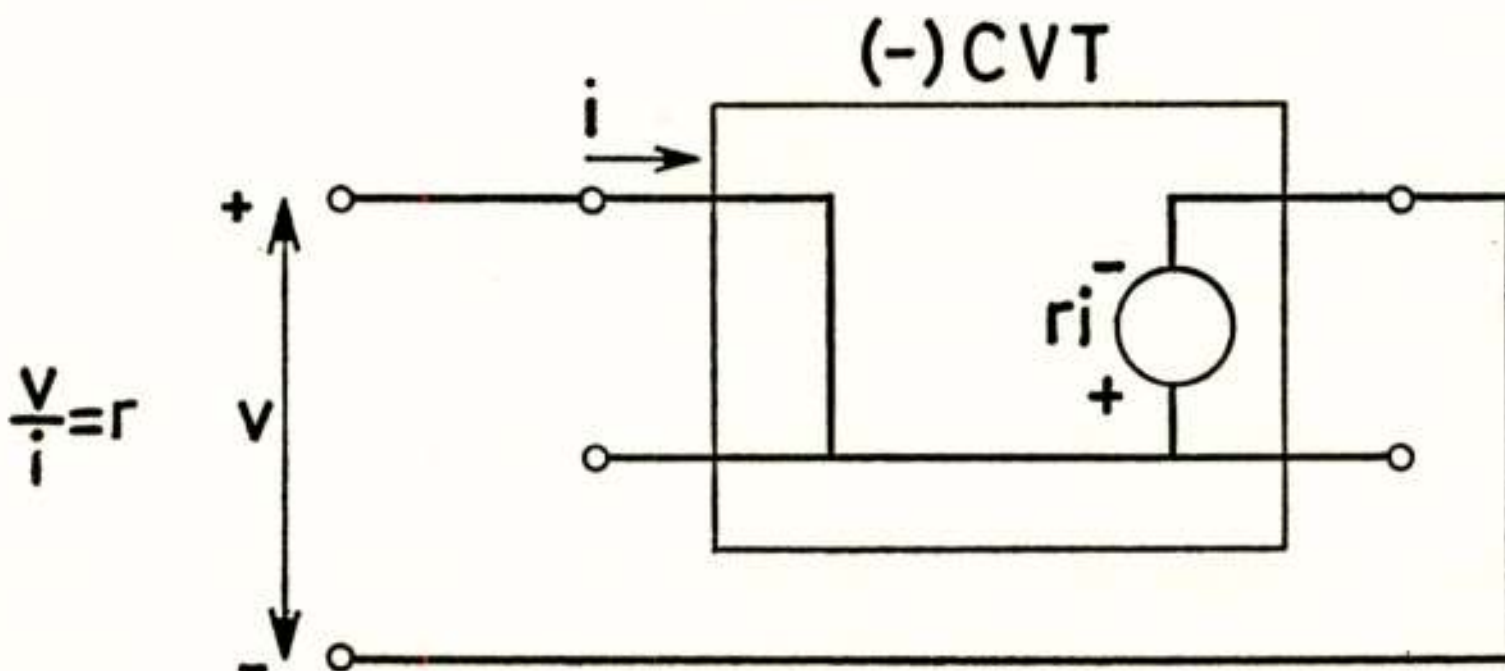 (-)CVT
i
+
-
ri
+
v/i=r
v
-